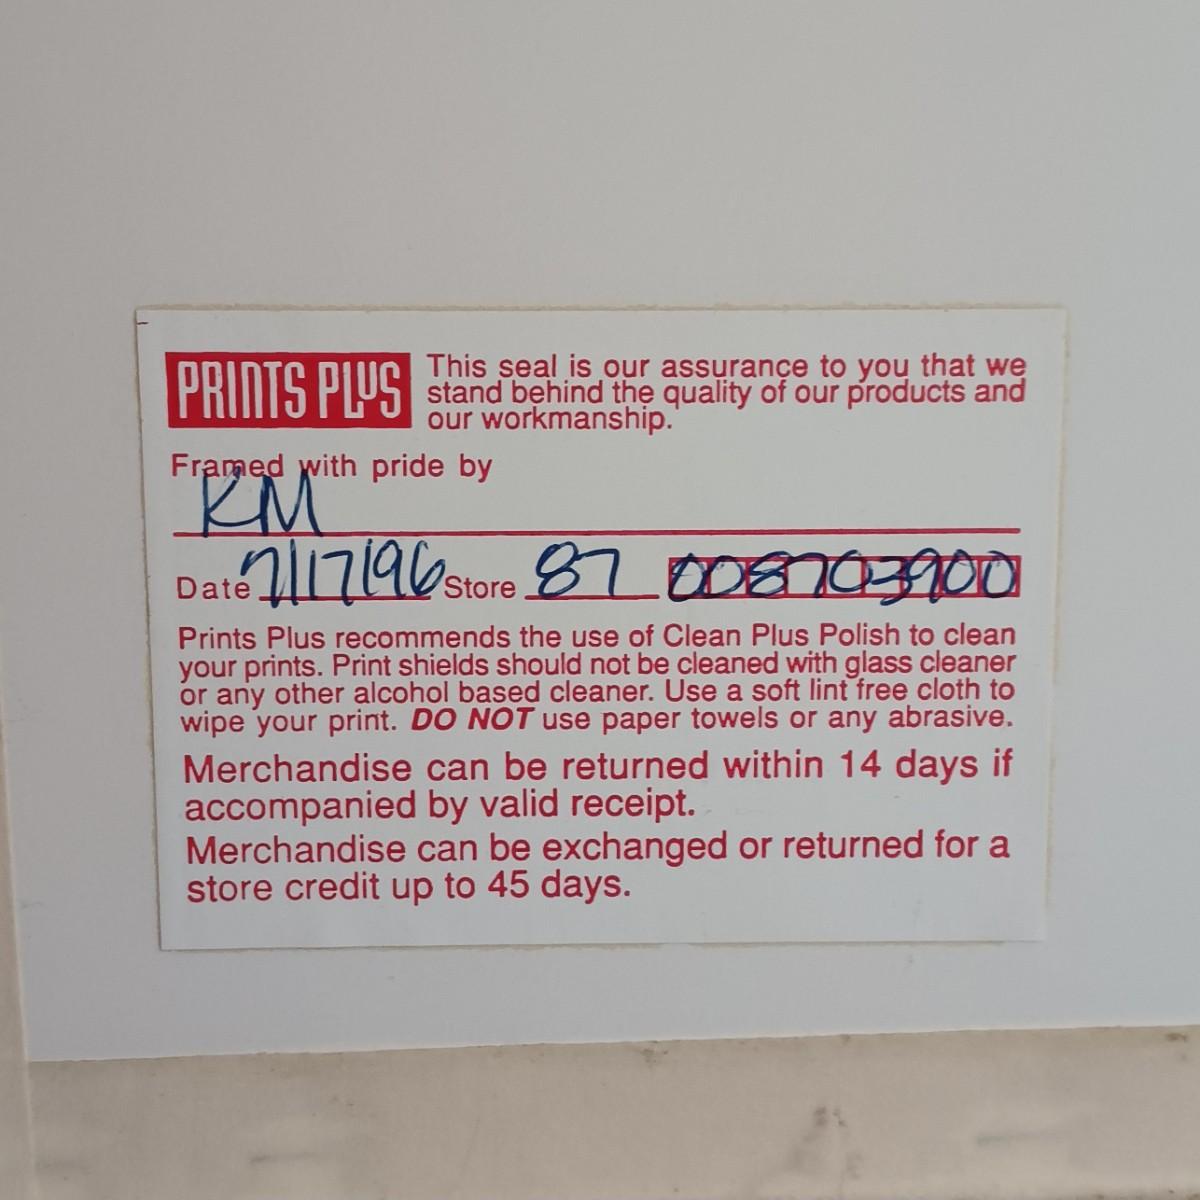 PRINTS PLUS
This seal is our assurance to you that we
stand behind the quality of our products and
our workmanship.
Framed with pride by
KM
Date 7/17/96 Store 87 008703900
Prints Plus recommends the use of Clean Plus Polish to clean
your prints. Print shields should not be cleaned with glass cleaner
or any other alcohol based cleaner. Use a soft lint free cloth to
wipe your print. DO NOT use paper towels or any abrasive.
Merchandise can be returned within 14 days if
accompanied by valid receipt.
Merchandise can be exchanged or returned for a
store credit up to 45 days.